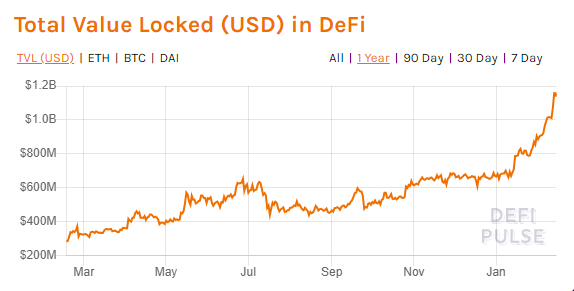 Total Value Locked (USD) in DeFi
TVL (USD) | ETH | BTC | DAI
All | 1 Year | 90 Day | 30 Day | 7 Day
$1.2B
$1.0B
$800M
$600M
$400M
$200M
Mar May Jul Sep Nov Jan
DEFI
PULSE